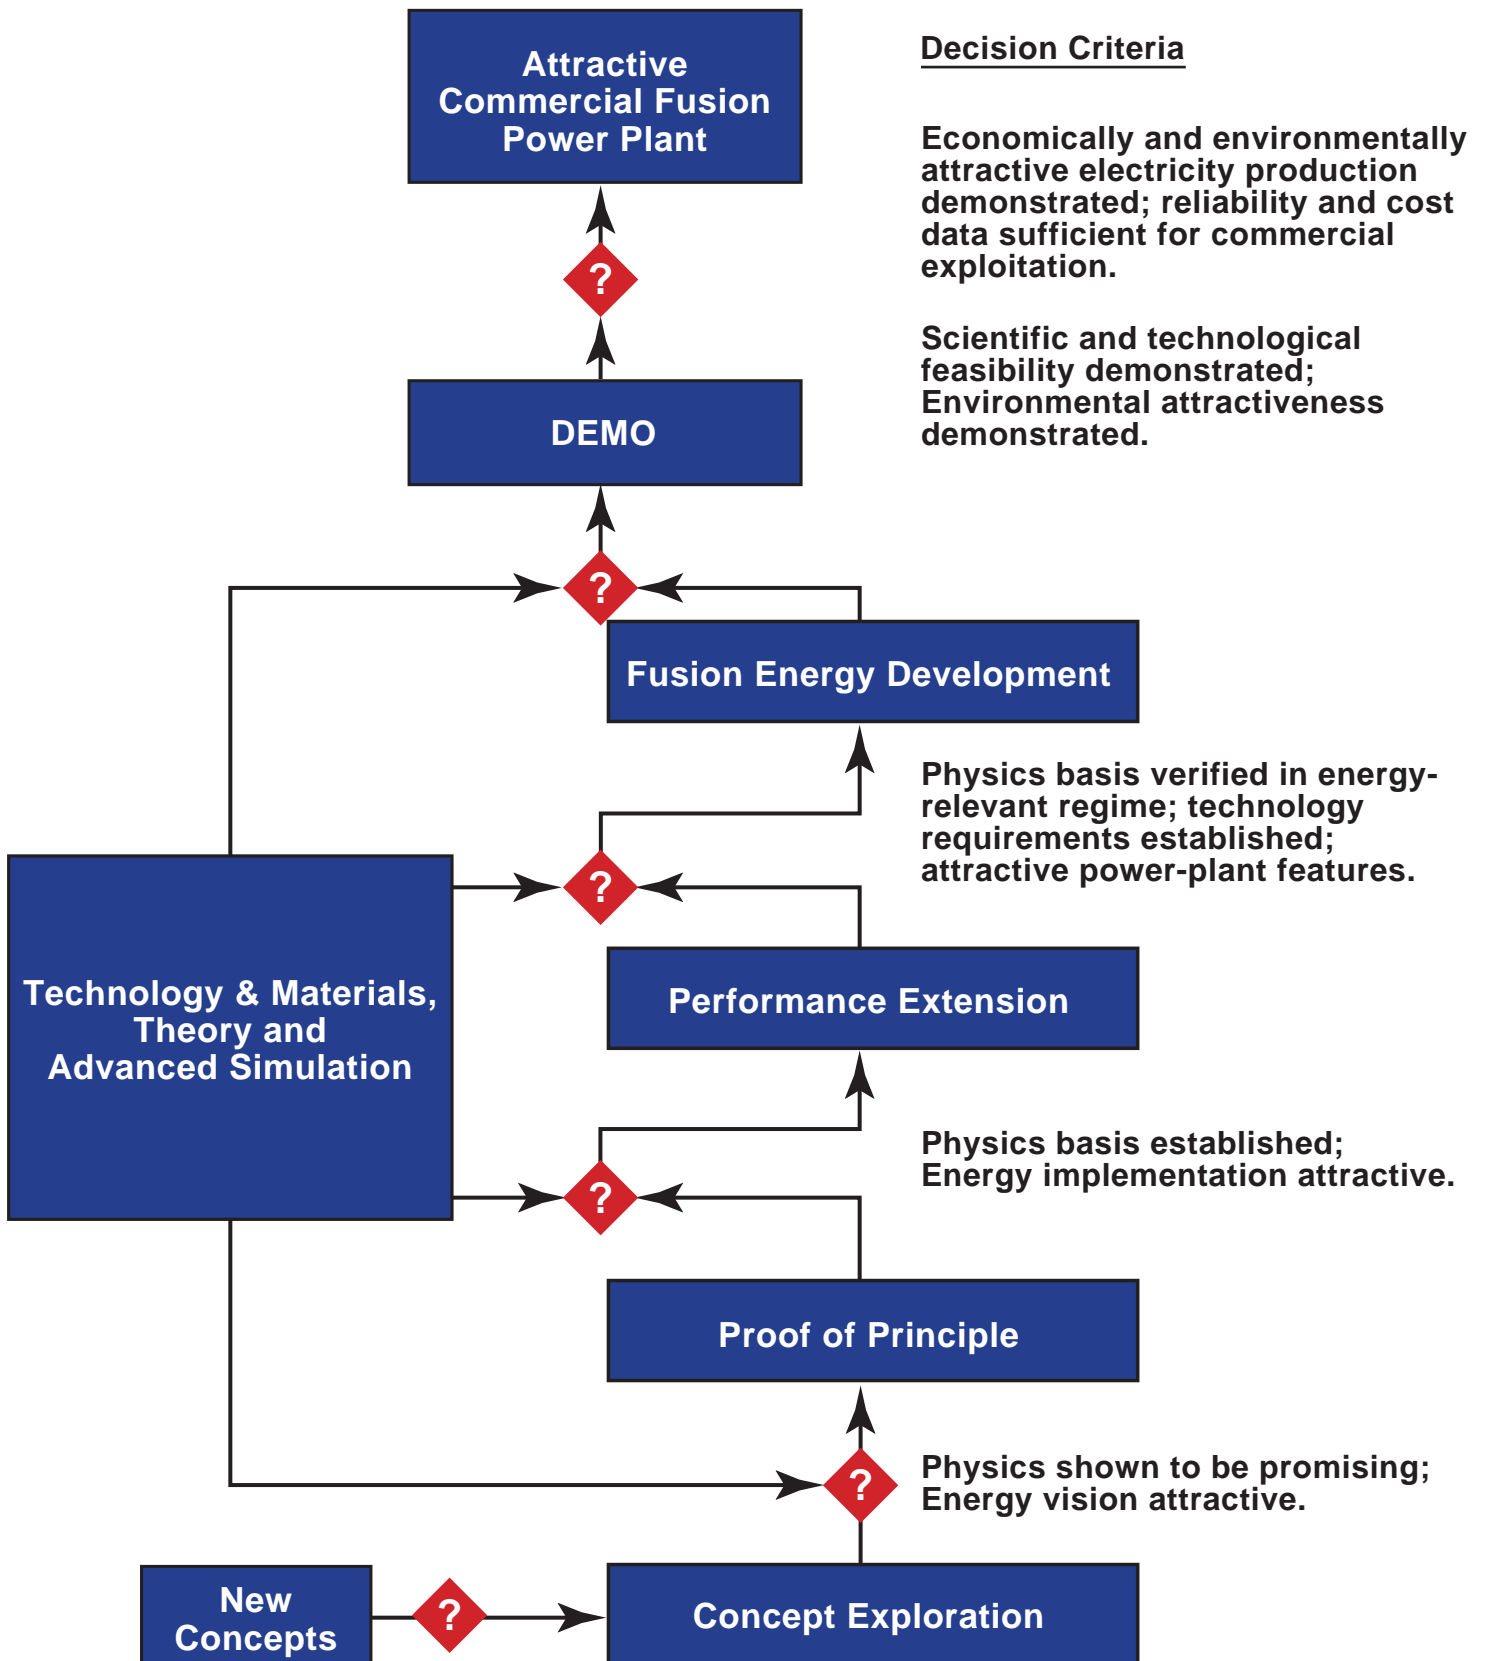 Attractive
Commercial Fusion
Power Plant
Decision Criteria
Economically and environmentally
attractive electricity production
demonstrated; reliability and cost
data sufficient for commercial
exploitation.
?
Scientific and technological
feasibility demonstrated;
Environmental attractiveness
demonstrated.
DEMO
?
Fusion Energy Development
Physics basis verified in energy-
relevant regime; technology
requirements established;
attractive power-plant features.
?
Technology & Materials,
Theory and
Advanced Simulation
Performance Extension
Physics basis established;
Energy implementation attractive.
?
Proof of Principle
Physics shown to be promising;
Energy vision attractive.
?
New
Concepts
?
Concept Exploration